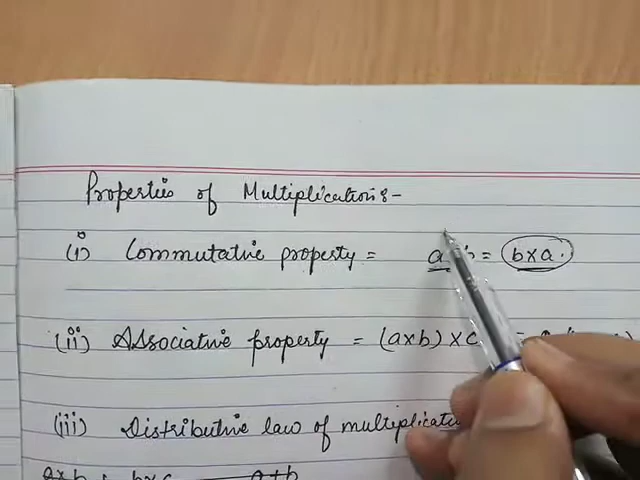 Properties of Multiplication :-
(i) Commutative property = a b = b×a.
(ii) Associative property = (a×b) ×c =
(iii) Distributive law of multiplicat
a×b + b×c a+b